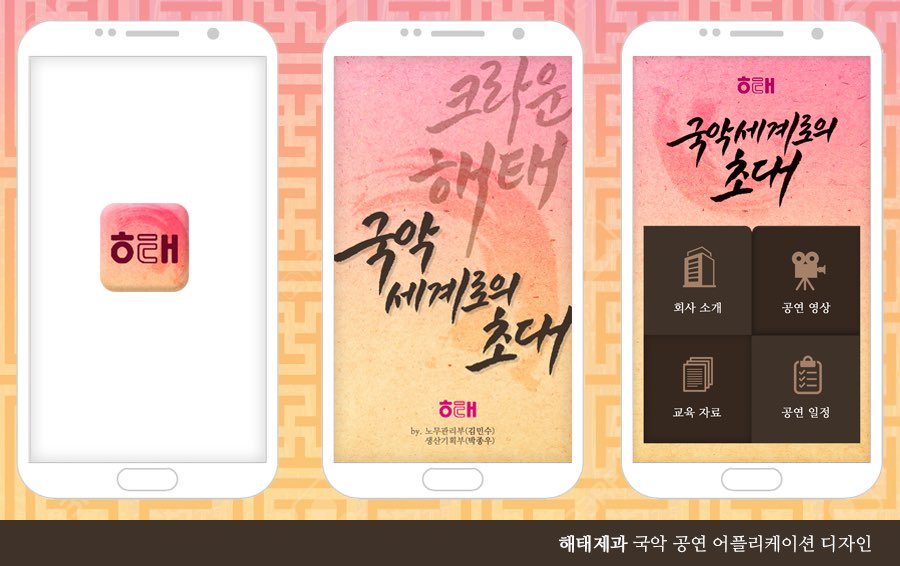 해태
크라운
해태
국악
세계로의
초대
해태
by. 노무관리부(김민수)
생산기획부(박종우)
해태
국악세계로의
초대
회사 소개
공연 영상
교육 자료
공연 일정
해태제과 국악 공연 어플리케이션 디자인